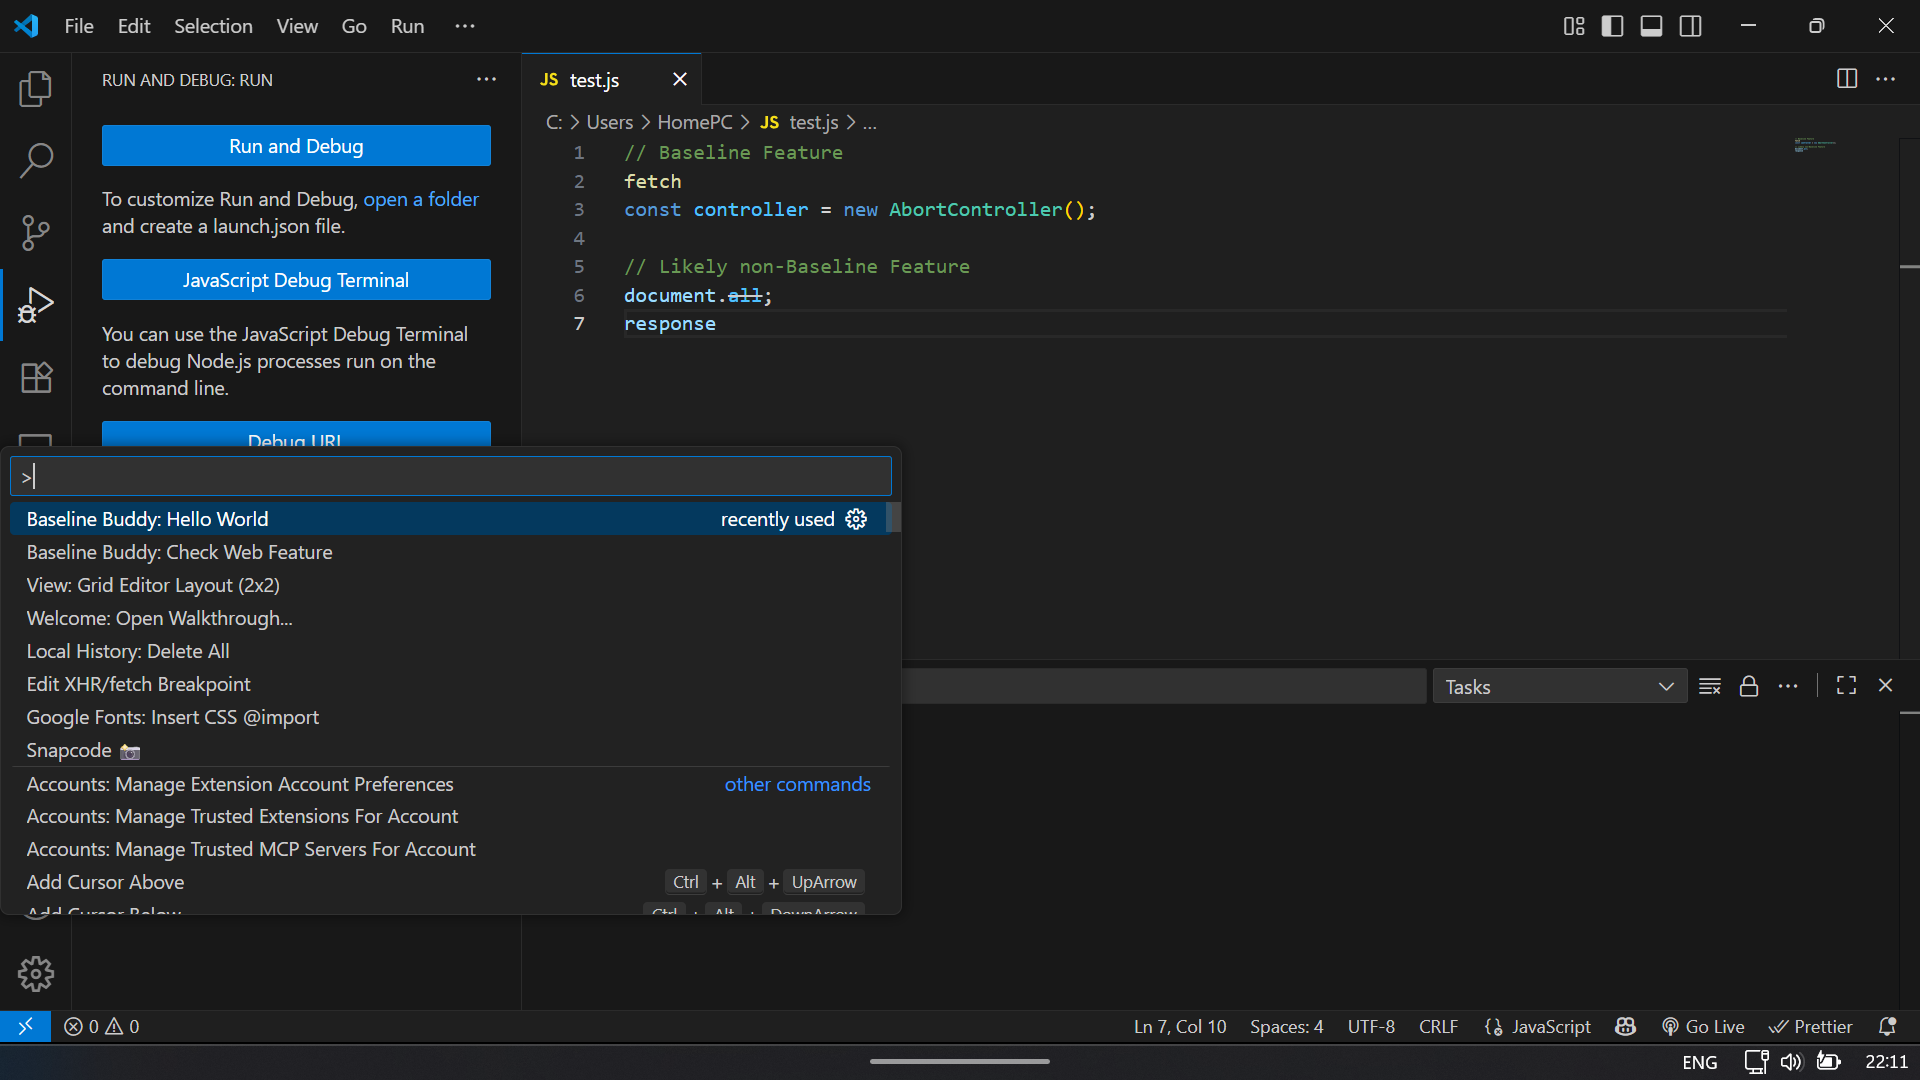 File Edit Selection View Go Run ···
RUN AND DEBUG: RUN
Run and Debug
To customize Run and Debug, open a folder
and create a launch.json file.
JavaScript Debug Terminal
You can use the JavaScript Debug Terminal
to debug Node.js processes run on the
command line.
Debug URL
JS test.js
C: > Users > HomePC > JS test.js > ...
1 // Baseline Feature
2 fetch
3 const controller = new AbortController();
4
5 // Likely non-Baseline Feature
6 document.all;
7 response
>
Baseline Buddy: Hello World recently used
Baseline Buddy: Check Web Feature
View: Grid Editor Layout (2x2)
Welcome: Open Walkthrough...
Local History: Delete All
Edit XHR/fetch Breakpoint
Google Fonts: Insert CSS @import
Snapcode 📷
Accounts: Manage Extension Account Preferences other commands
Accounts: Manage Trusted Extensions For Account
Accounts: Manage Trusted MCP Servers For Account
Add Cursor Above Ctrl + Alt + UpArrow
Add Cursor Below Ctrl + Alt + DownArrow
Tasks
0 0 Ln 7, Col 10 Spaces: 4 UTF-8 CRLF {} JavaScript Go Live Prettier
ENG 22:11